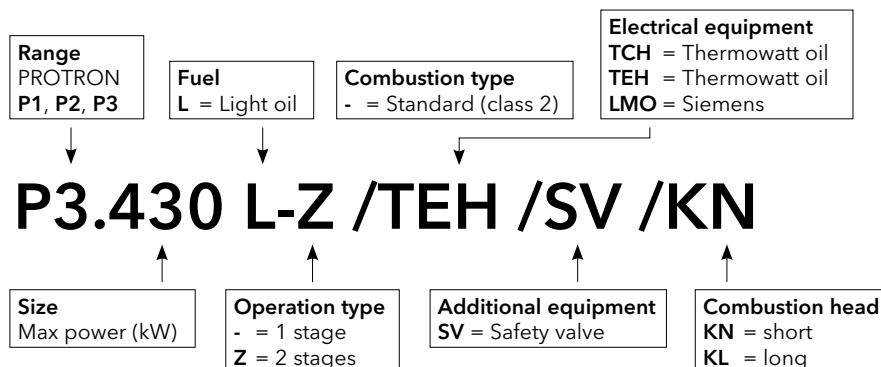 Range
PROTRON
P1, P2, P3
Fuel
L = Light oil
Combustion type
- = Standard (class 2)
Electrical equipment
TCH = Thermowatt oil
TEH = Thermowatt oil
LMO = Siemens
P3.430 L-Z /TEH /SV /KN
Size
Max power (kW)
Operation type
- = 1 stage
Z = 2 stages
Additional equipment
SV = Safety valve
Combustion head
KN = short
KL = long